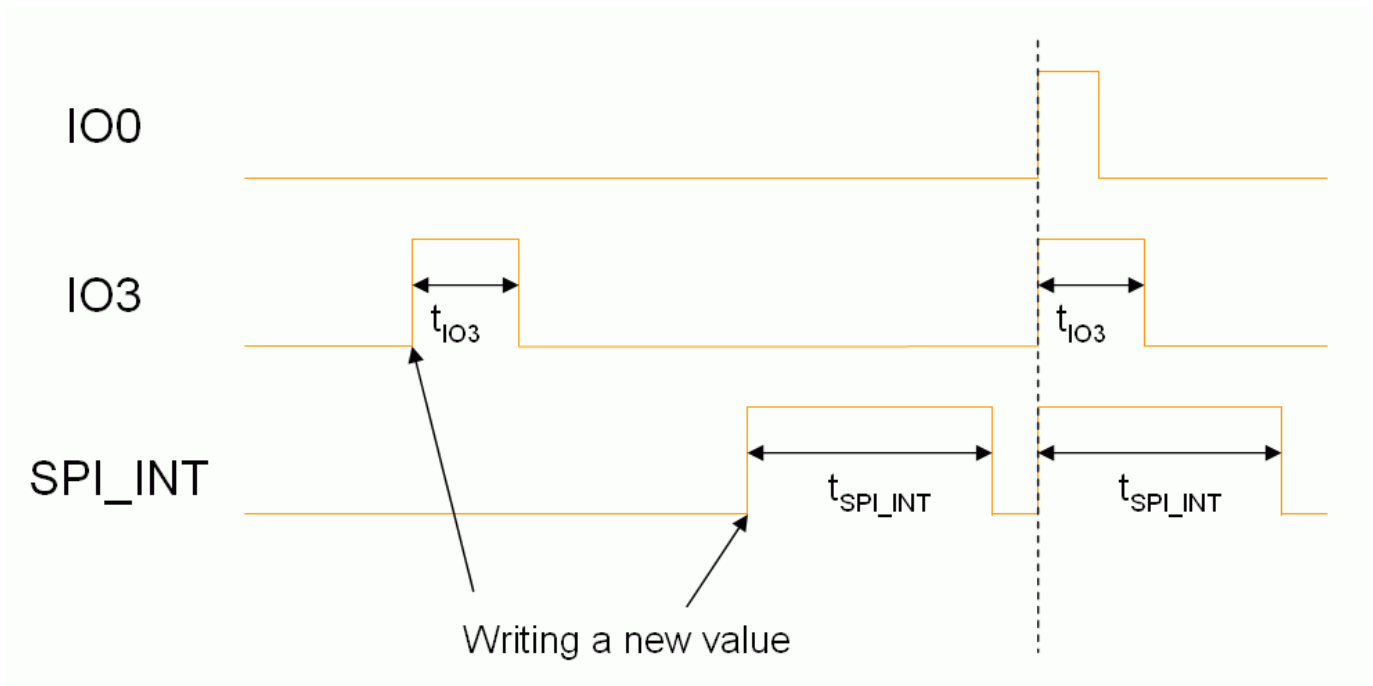 IO0
IO3
tIO3
tIO3
SPI_INT
tSPI_INT
tSPI_INT
Writing a new value